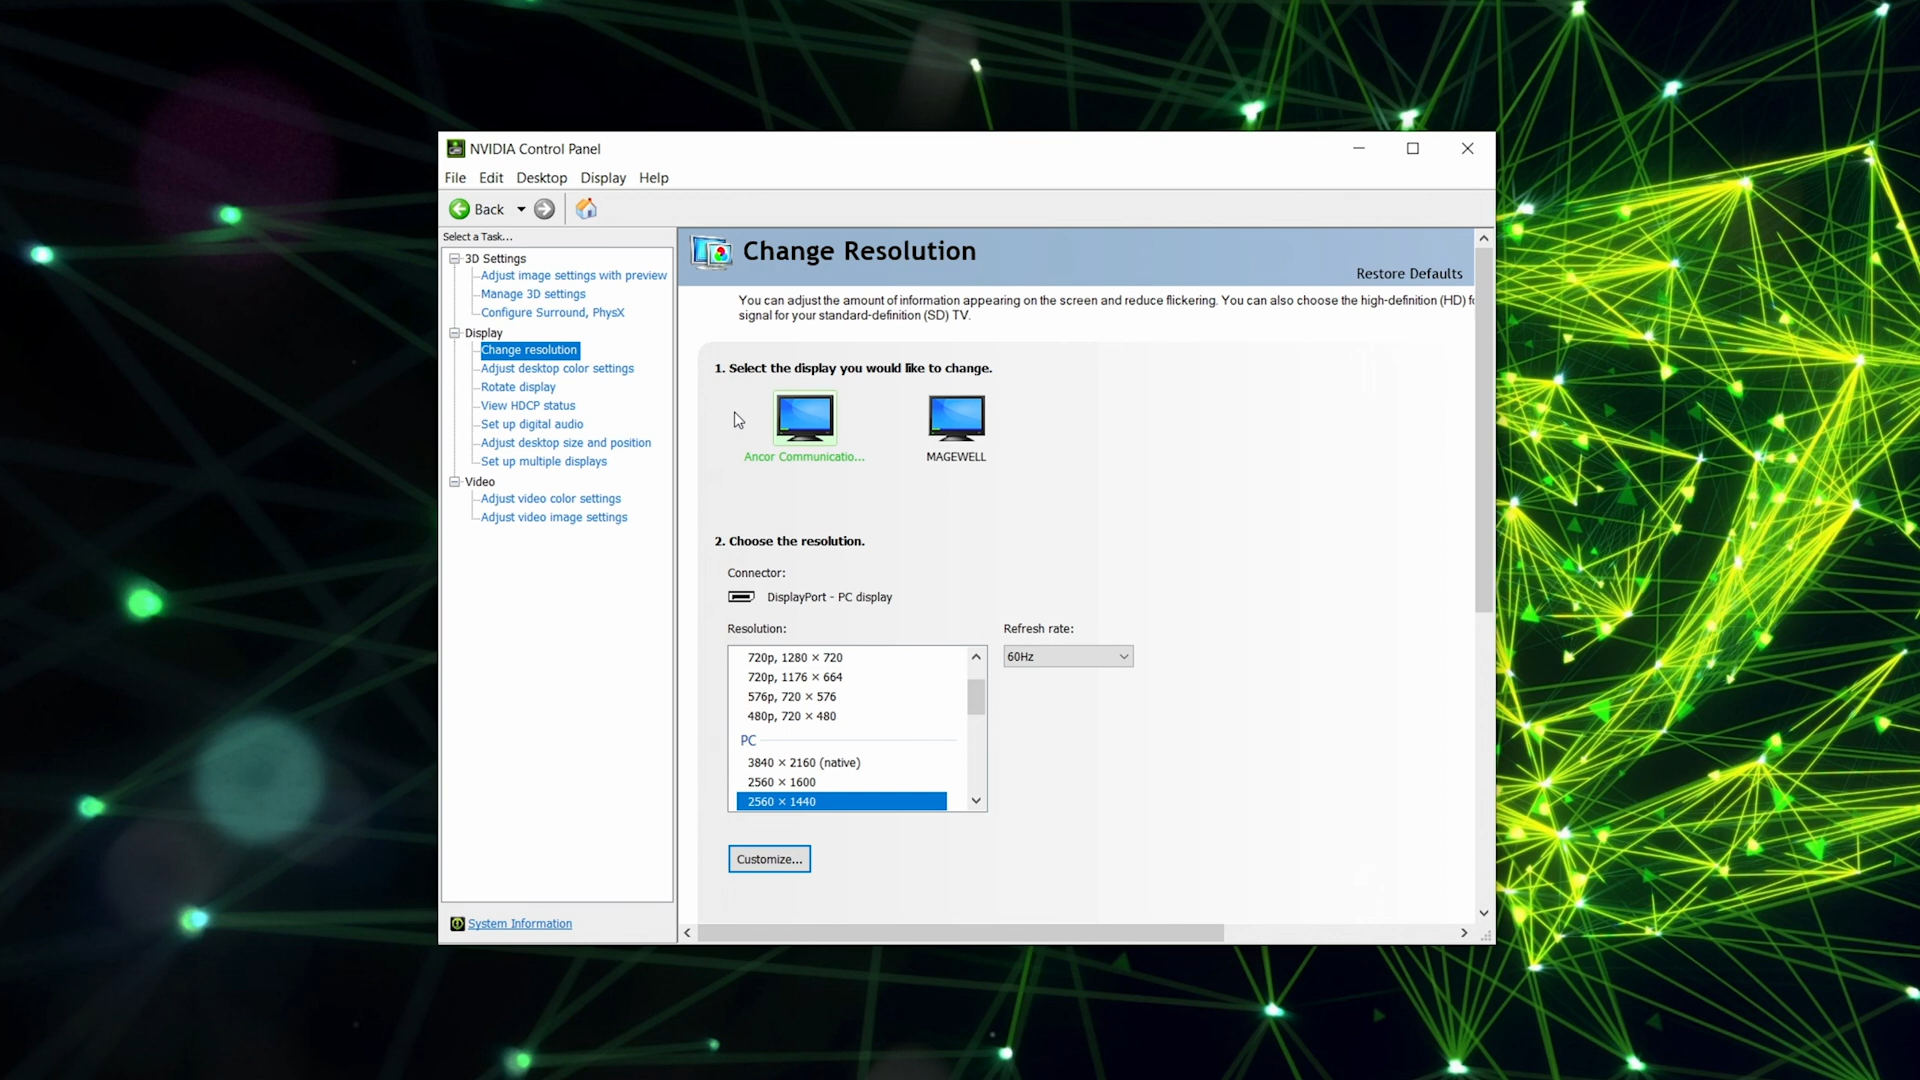 NVIDIA Control Panel
File Edit Desktop Display Help
Back
Select a Task...
3D Settings
Adjust image settings with preview
Manage 3D settings
Configure Surround, PhysX
Display
Change resolution
Adjust desktop color settings
Rotate display
View HDCP status
Set up digital audio
Adjust desktop size and position
Set up multiple displays
Video
Adjust video color settings
Adjust video image settings
System Information
Change Resolution
Restore Defaults
You can adjust the amount of information appearing on the screen and reduce flickering. You can also choose the high-definition (HD)
signal for your standard-definition (SD) TV.
1. Select the display you would like to change.
Ancor Communicatio...
MAGEWELL
2. Choose the resolution.
Connector:
DisplayPort - PC display
Resolution:
Refresh rate:
720p, 1280 × 720
60Hz
720p, 1176 × 664
576p, 720 × 576
480p, 720 × 480
PC
3840 × 2160 (native)
2560 × 1600
2560 × 1440
Customize...